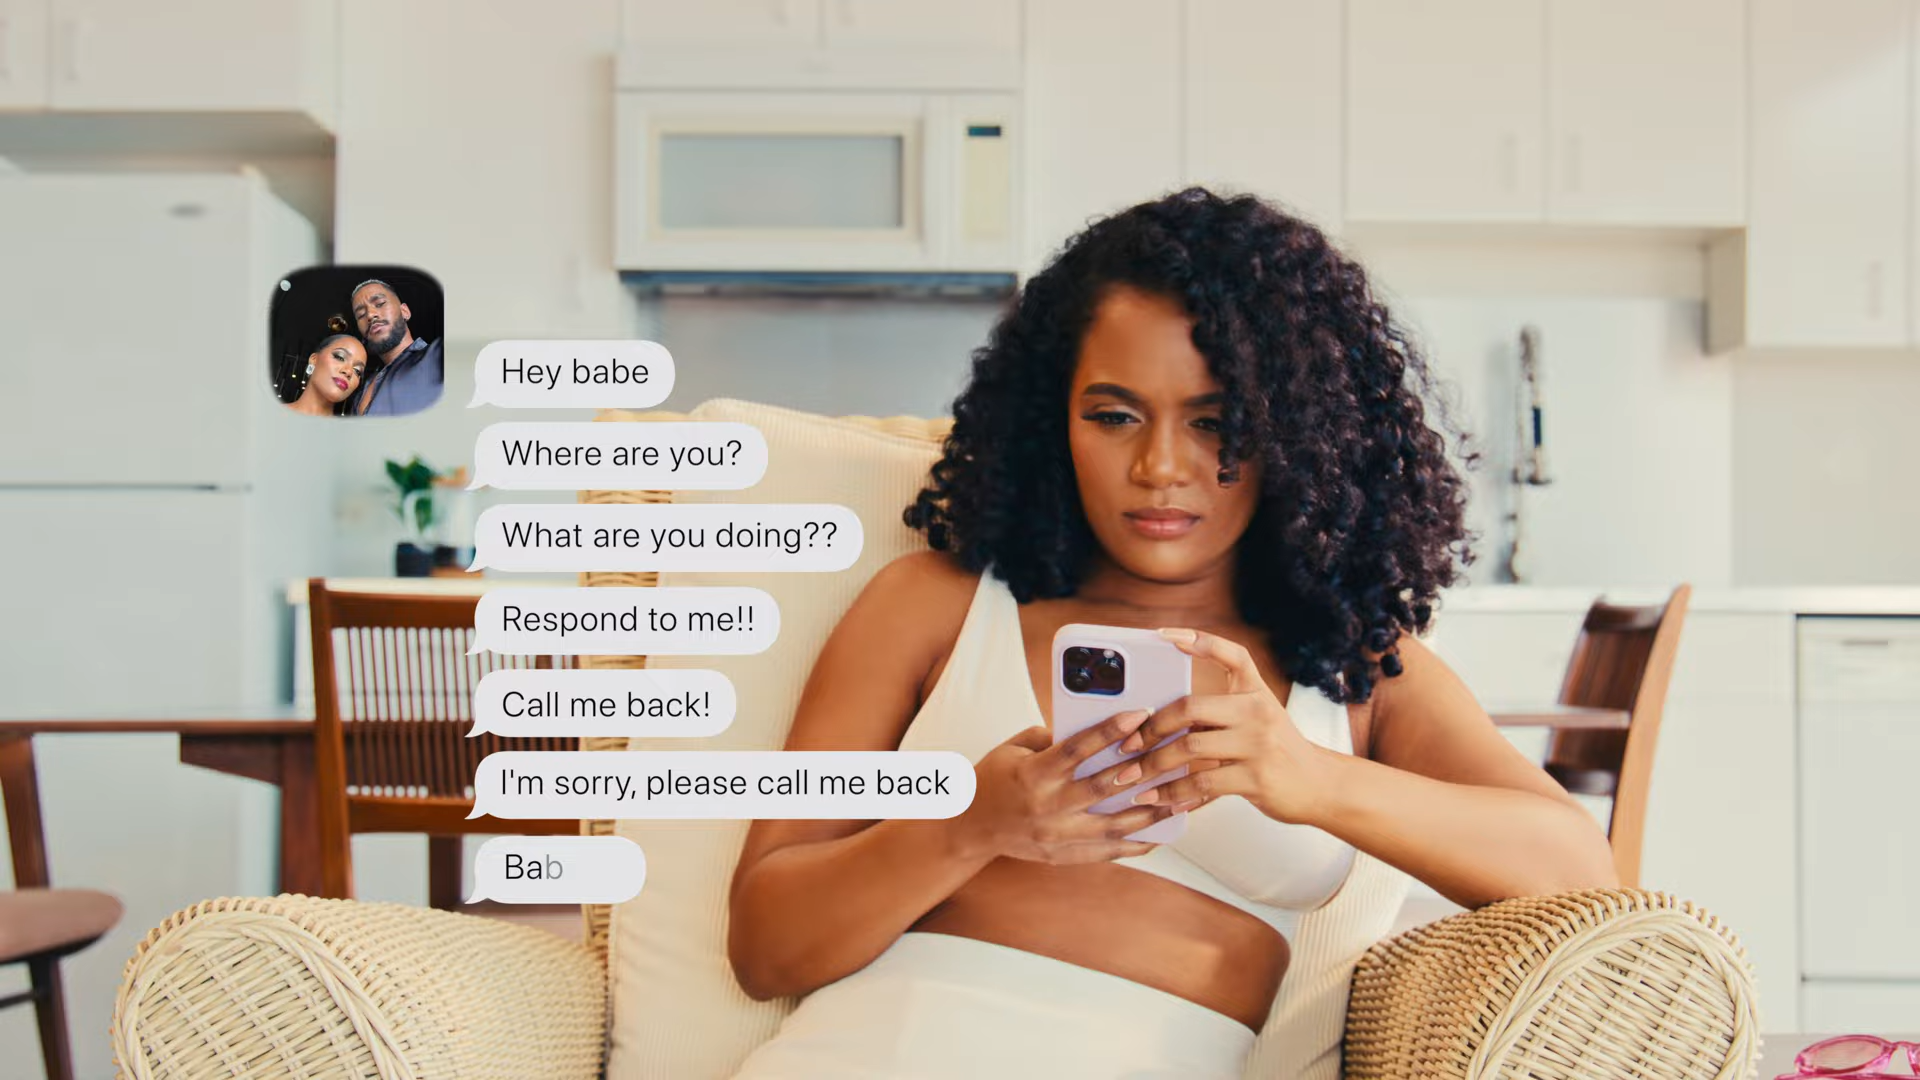 Hey babe
Where are you?
What are you doing??
Respond to me!!
Call me back!
I'm sorry, please call me back
Bab